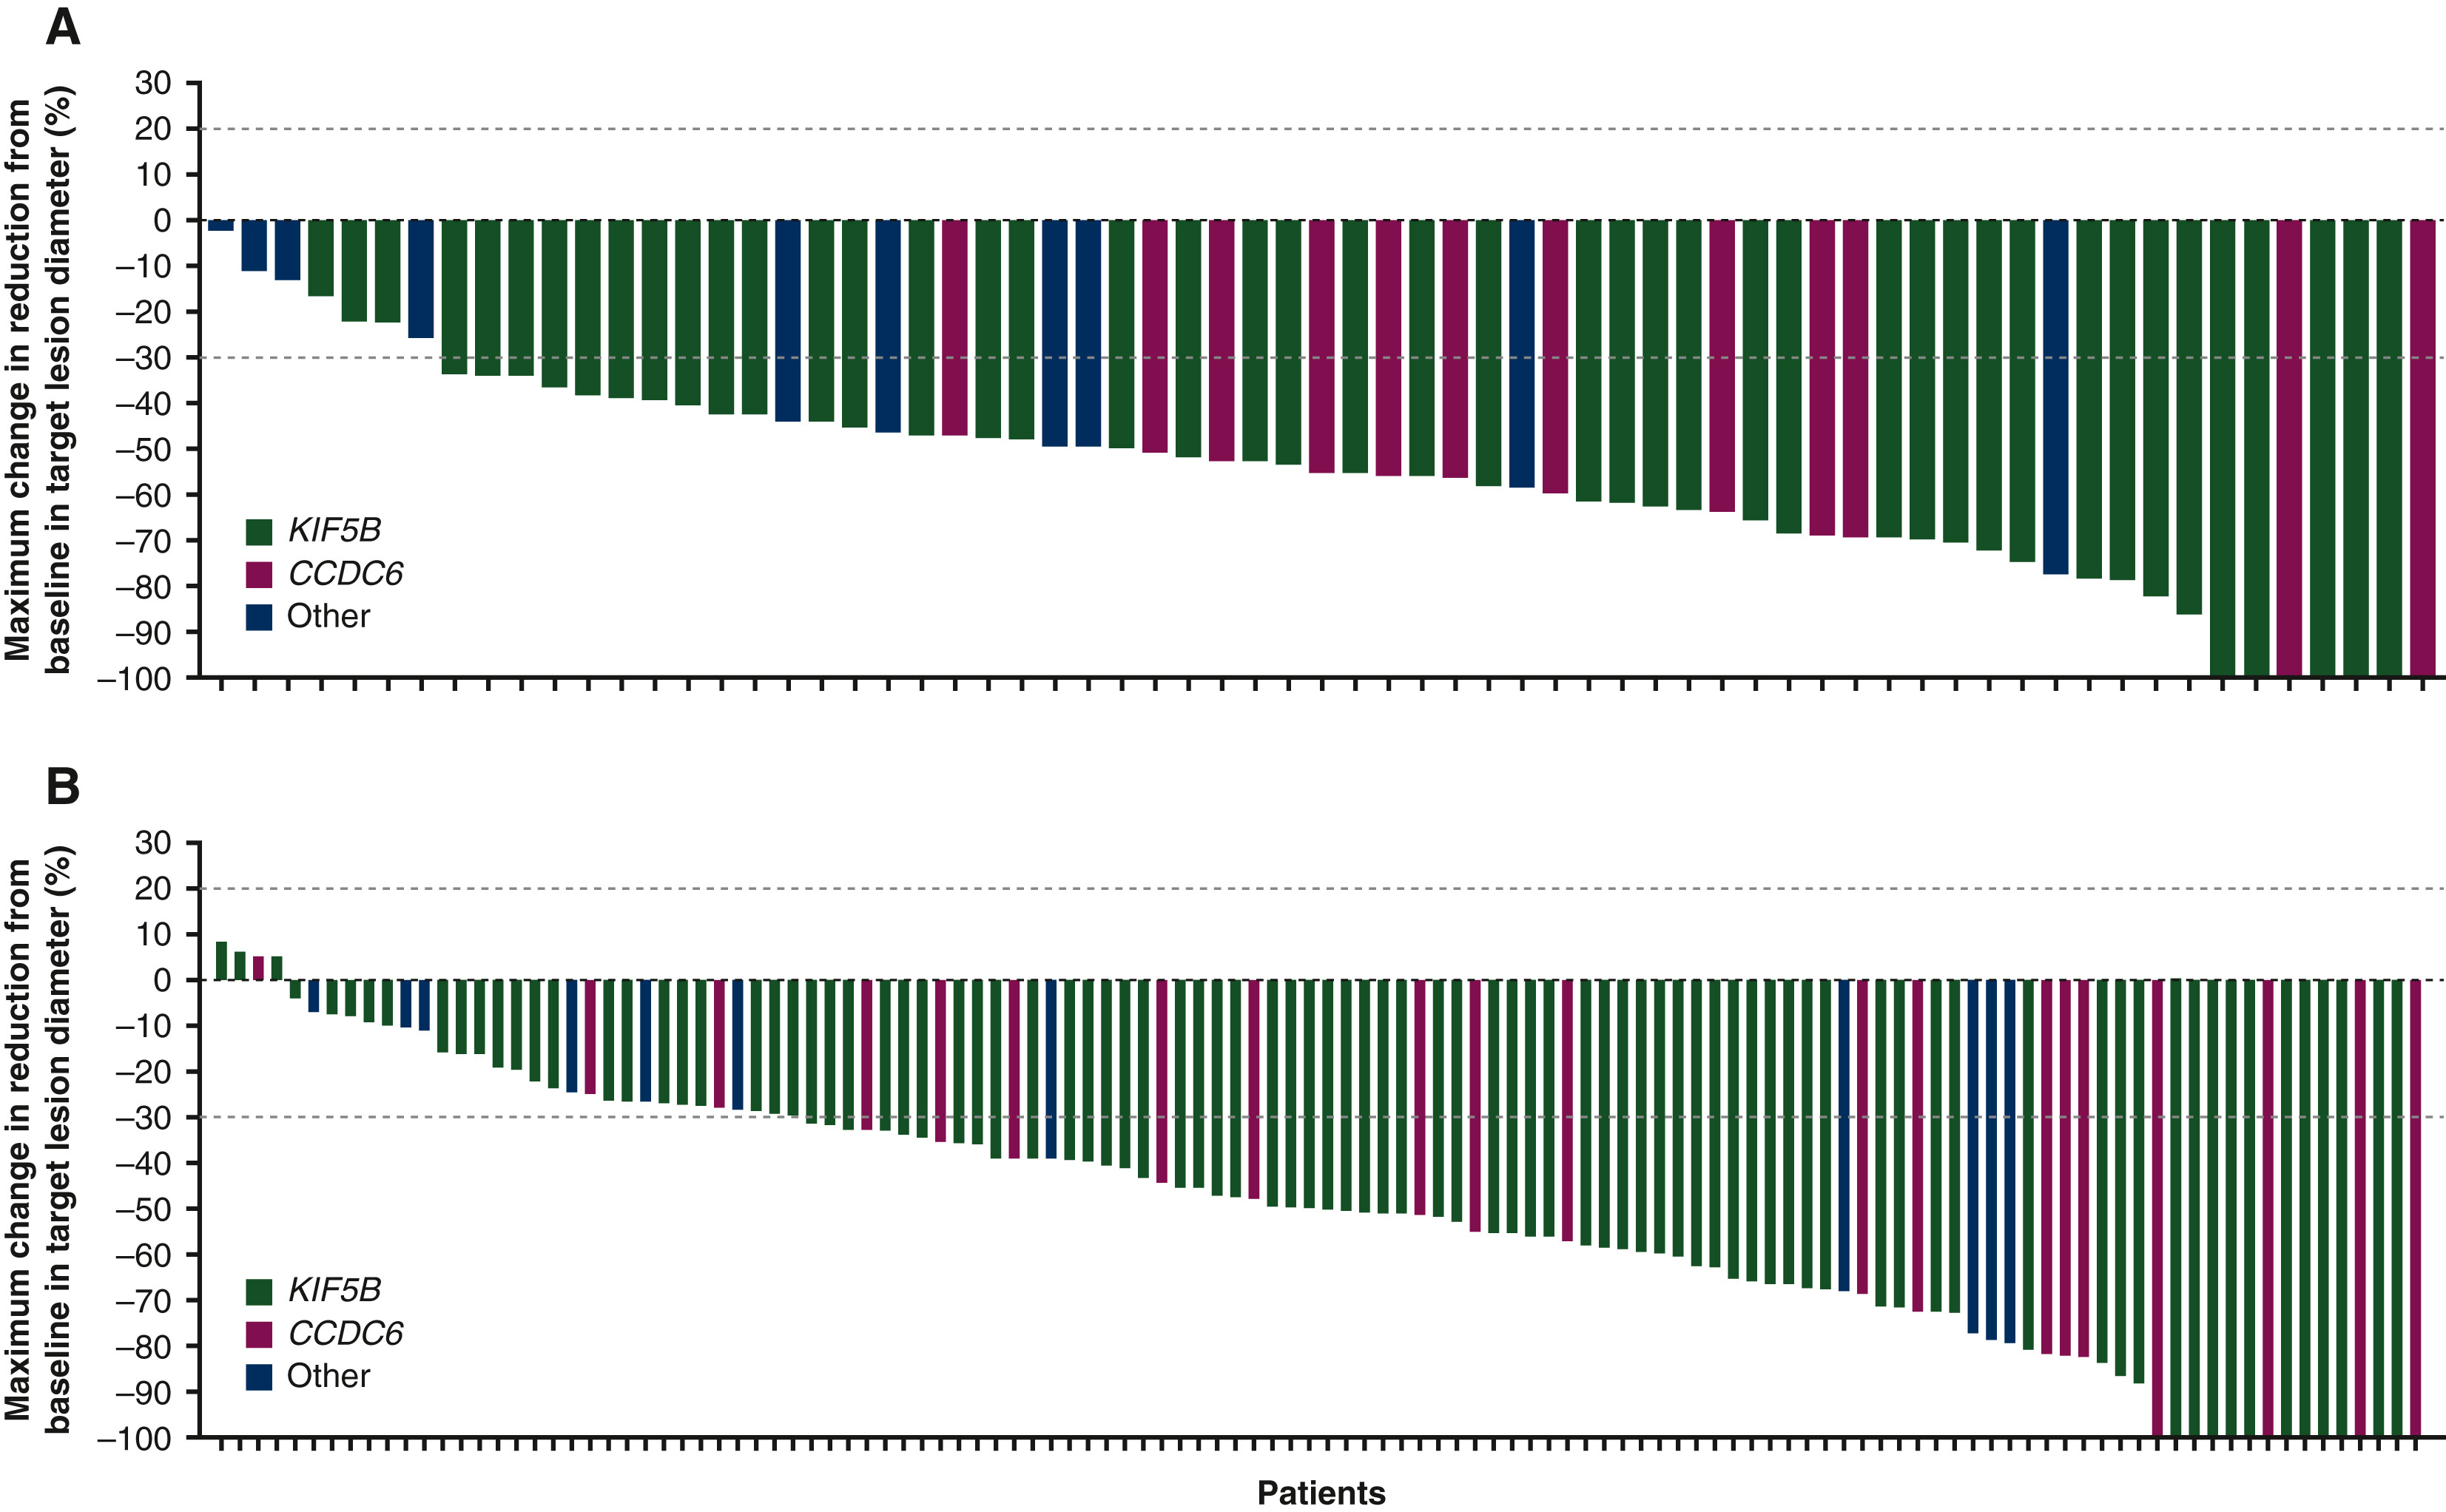 A
Maximum change in reduction from
baseline in target lesion diameter (%)
30
20
10
0
–10
–20
–30
–40
–50
–60
–70
–80
–90
–100
KIF5B
CCDC6
Other
B
Maximum change in reduction from
baseline in target lesion diameter (%)
30
20
10
0
–10
–20
–30
–40
–50
–60
–70
–80
–90
–100
KIF5B
CCDC6
Other
Patients